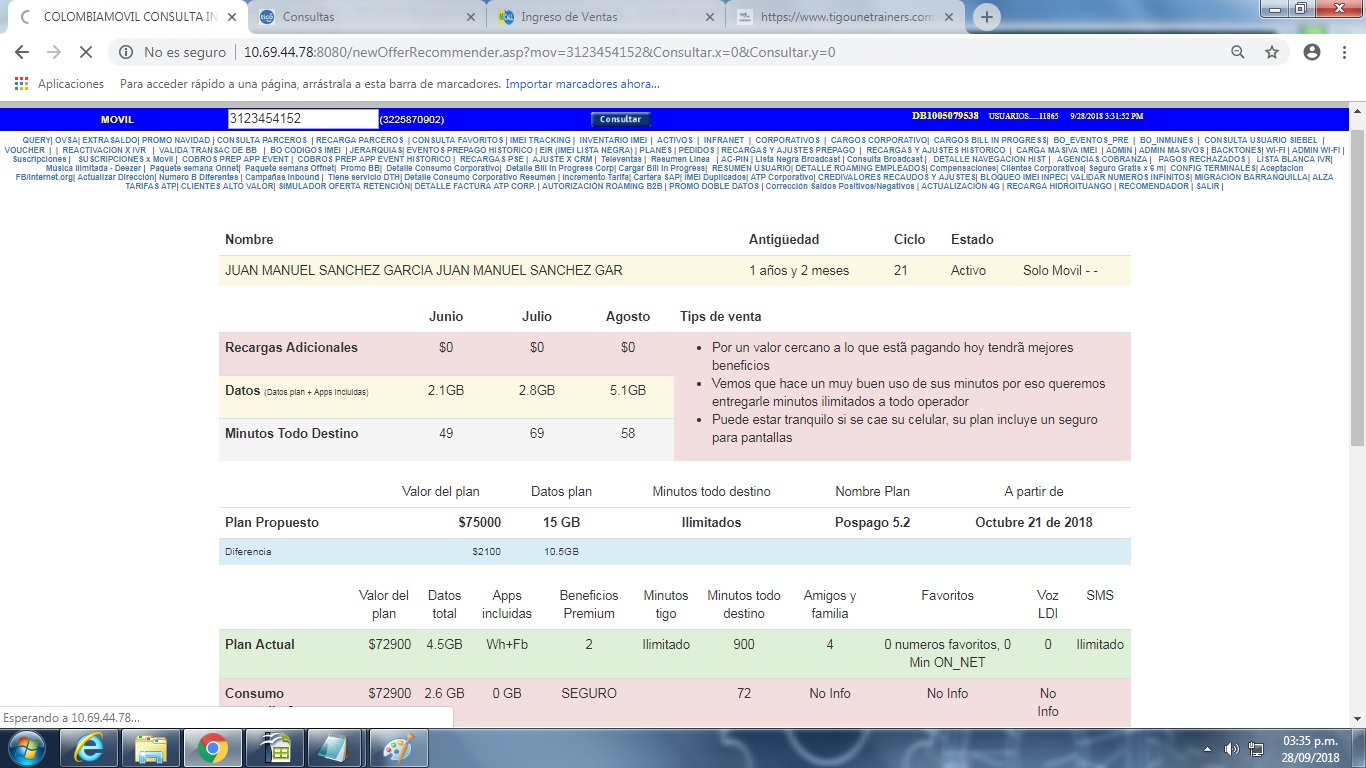 COLOMBIAMOVIL CONSULTA IN
Consultas
Ingreso de Ventas
https://www.tigounetrainers.com
No es seguro | 10.69.44.78:8080/newOfferRecommender.asp?mov=3123454152&Consultar.x=0&Consultar.y=0
Aplicaciones Para acceder rápido a una página, arrástrala a esta barra de marcadores. Importar marcadores ahora...
MOVIL 3123454152 (3225870902) Consultar DB1005079538 USUARIOS.....11865 9/28/2018 3:31:52 PM
QUERY| OVSA| EXTRASALDO| PROMO NAVIDAD | CONSULTA PARCEROS | RECARGA PARCEROS | CONSULTA FAVORITOS | IMEI TRACKING | INVENTARIO IMEI | ACTIVOS | INFRANET | CORPORATIVOS | CARGOS CORPORATIVO| CARGOS BILL IN PROGRESS| BO_EVENTOS_PRE | BO_INMUNES | CONSULTA USUARIO SIEBEL |
VOUCHER | | REACTIVACION X IVR | VALIDA TRANSAC DE BB | BO CODIGOS IMEI | JERARQUIAS| EVENTOS PREPAGO HISTORICO | EIR (IMEI LISTA NEGRA) | PLANES | PEDIDOS | RECARGAS Y AJUSTES PREPAGO | RECARGAS Y AJUSTES HISTORICO | CARGA MASIVA IMEI | ADMIN | ADMIN MASIVOS | BACKTONES| WI-FI | ADMIN WI-FI |
Suscripciones | SUSCRIPCIONES x Movil | COBROS PREP APP EVENT | COBROS PREP APP EVENT HISTORICO | RECARGAS PSE | AJUSTE X CRM | Televentas | Resumen Linea | AC-PIN | Lista Negra Broadcast | Consulta Broadcast | DETALLE NAVEGACION HIST | AGENCIAS COBRANZA | PAGOS RECHAZADOS | LISTA BLANCA IVR|
Música Ilimitada - Deezer | Paquete semana Onnet| Paquete semana Offnet| Promo BB| Detalle Consumo Corporativo| Detalle Bill in Progress Corp| Cargar Bill in Progress| RESUMEN USUARIO| DETALLE ROAMING EMPLEADOS| Compensaciones| Clientes Corporativos| Seguro Gratis x 6 m| CONFIG TERMINALES| Aceptacion
FB/Internet.org| Actualizar Dirección| Numero B Diferentes | Campañas Inbound | Tiene servicio DTH| Detalle Consumo Corporativo Resumen | Incremento Tarifa| Cartera SAP| IMEI Duplicados| ATP Corporativo| CREDIVALORES RECAUDOS Y AJUSTES| BLOQUEO IMEI INPEC| VALIDAR NUMEROS INFINITOS| MIGRACIÓN BARRANQUILLA| ALZA
TARIFAS ATP| CLIENTES ALTO VALOR| SIMULADOR OFERTA RETENCIÓN| DETALLE FACTURA ATP CORP. | AUTORIZACIÓN ROAMING B2B | PROMO DOBLE DATOS | Corrección Saldos Positivos/Negativos | ACTUALIZACIÓN 4G | RECARGA HIDROITUANGO | RECOMENDADOR | SALIR |
Nombre Antigüedad Ciclo Estado
JUAN MANUEL SANCHEZ GARCIA JUAN MANUEL SANCHEZ GAR 1 años y 2 meses 21 Activo Solo Movil - -
Junio Julio Agosto Tips de venta
Recargas Adicionales $0 $0 $0
Datos (Datos plan + Apps Incluidas) 2.1GB 2.8GB 5.1GB
Minutos Todo Destino 49 69 58
• Por un valor cercano a lo que estã pagando hoy tendrã mejores
beneficios
• Vemos que hace un muy buen uso de sus minutos por eso queremos
entregarle minutos ilimitados a todo operador
• Puede estar tranquilo si se cae su celular, su plan incluye un seguro
para pantallas
Valor del plan Datos plan Minutos todo destino Nombre Plan A partir de
Plan Propuesto $75000 15 GB Ilimitados Pospago 5.2 Octubre 21 de 2018
Diferencia $2100 10.5GB
Valor del plan Datos total Apps incluidas Beneficios Premium Minutos tigo Minutos todo destino Amigos y familia Favoritos Voz LDI SMS
Plan Actual $72900 4.5GB Wh+Fb 2 Ilimitado 900 4 0 numeros favoritos, 0 Min ON_NET 0 Ilimitado
Consumo $72900 2.6 GB 0 GB SEGURO 72 No Info No Info No Info
Esperando a 10.69.44.78...
03:35 p.m.
28/09/2018